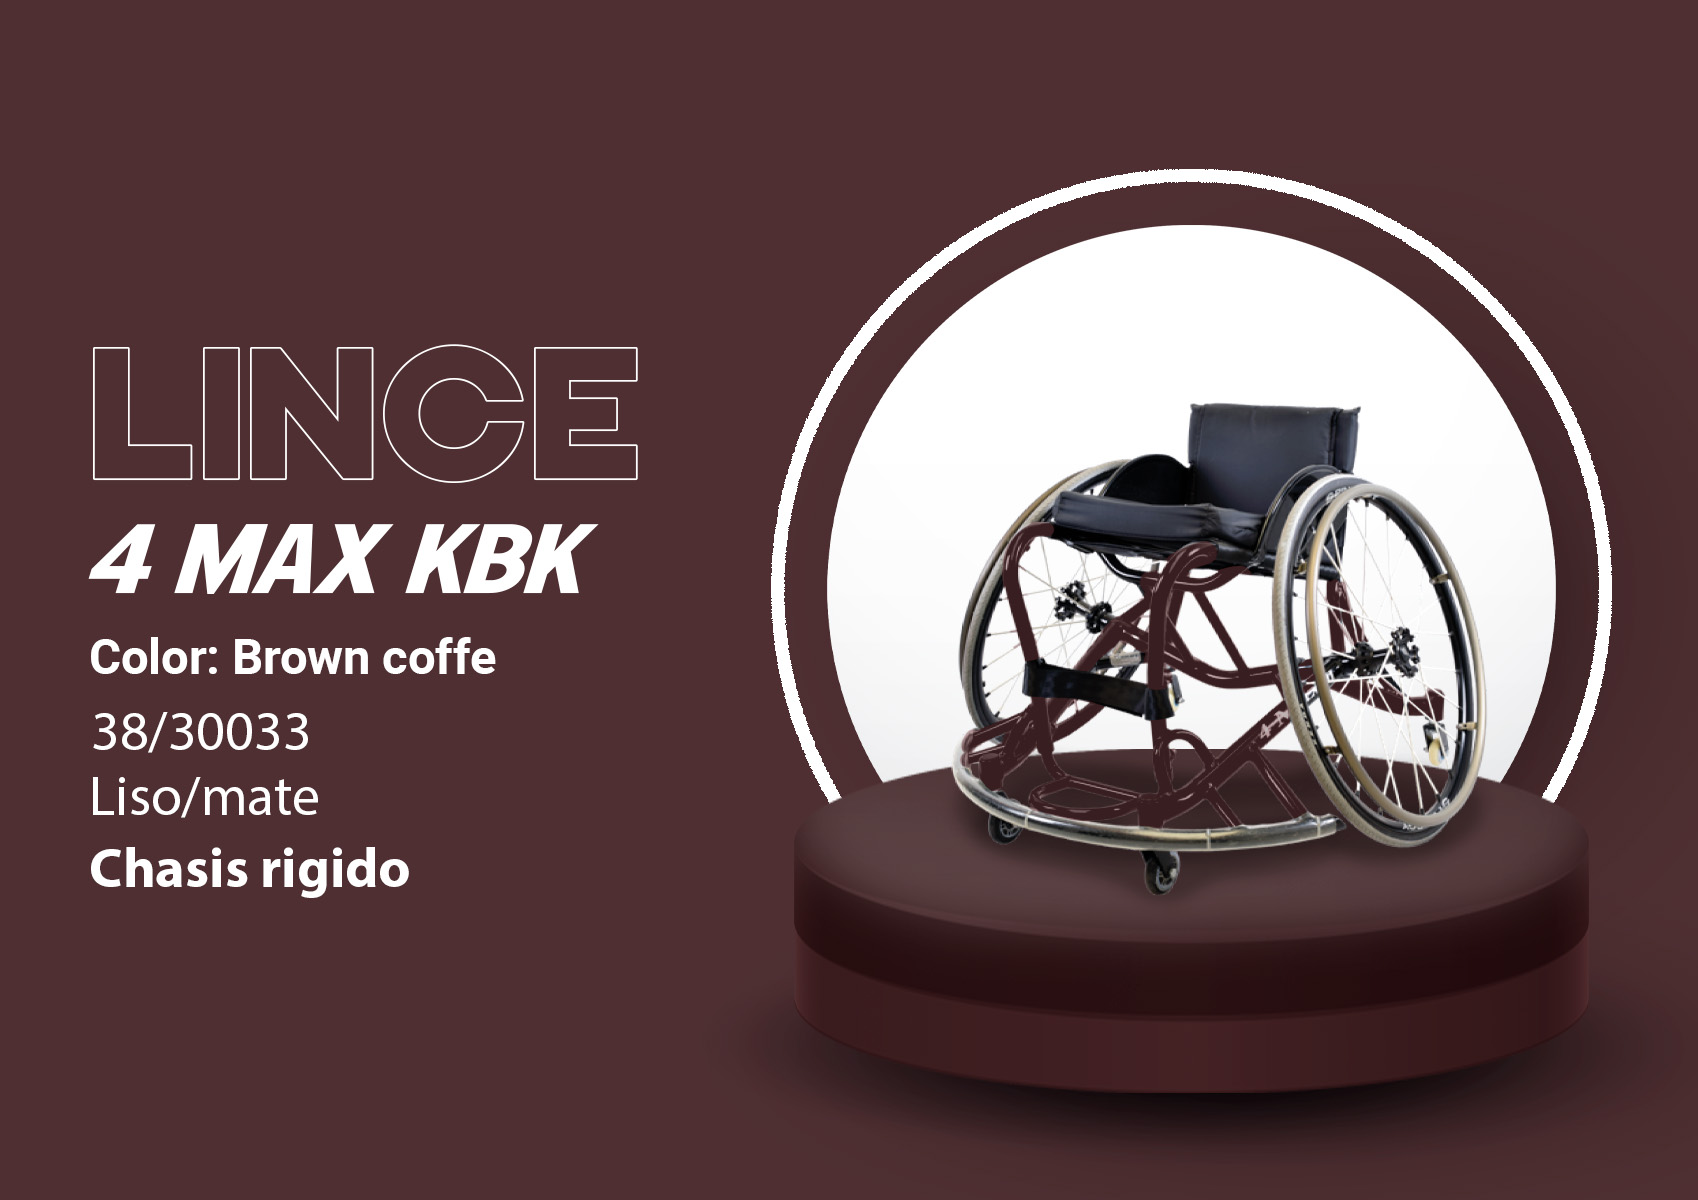 LINCE
4 MAX KBK
Color: Brown coffe
38/30033
Liso/mate
Chasis rigido